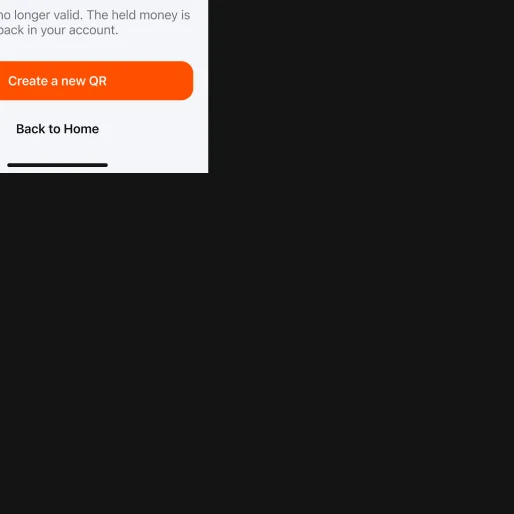 no longer valid. The held money is
back in your account.
Create a new QR
Back to Home